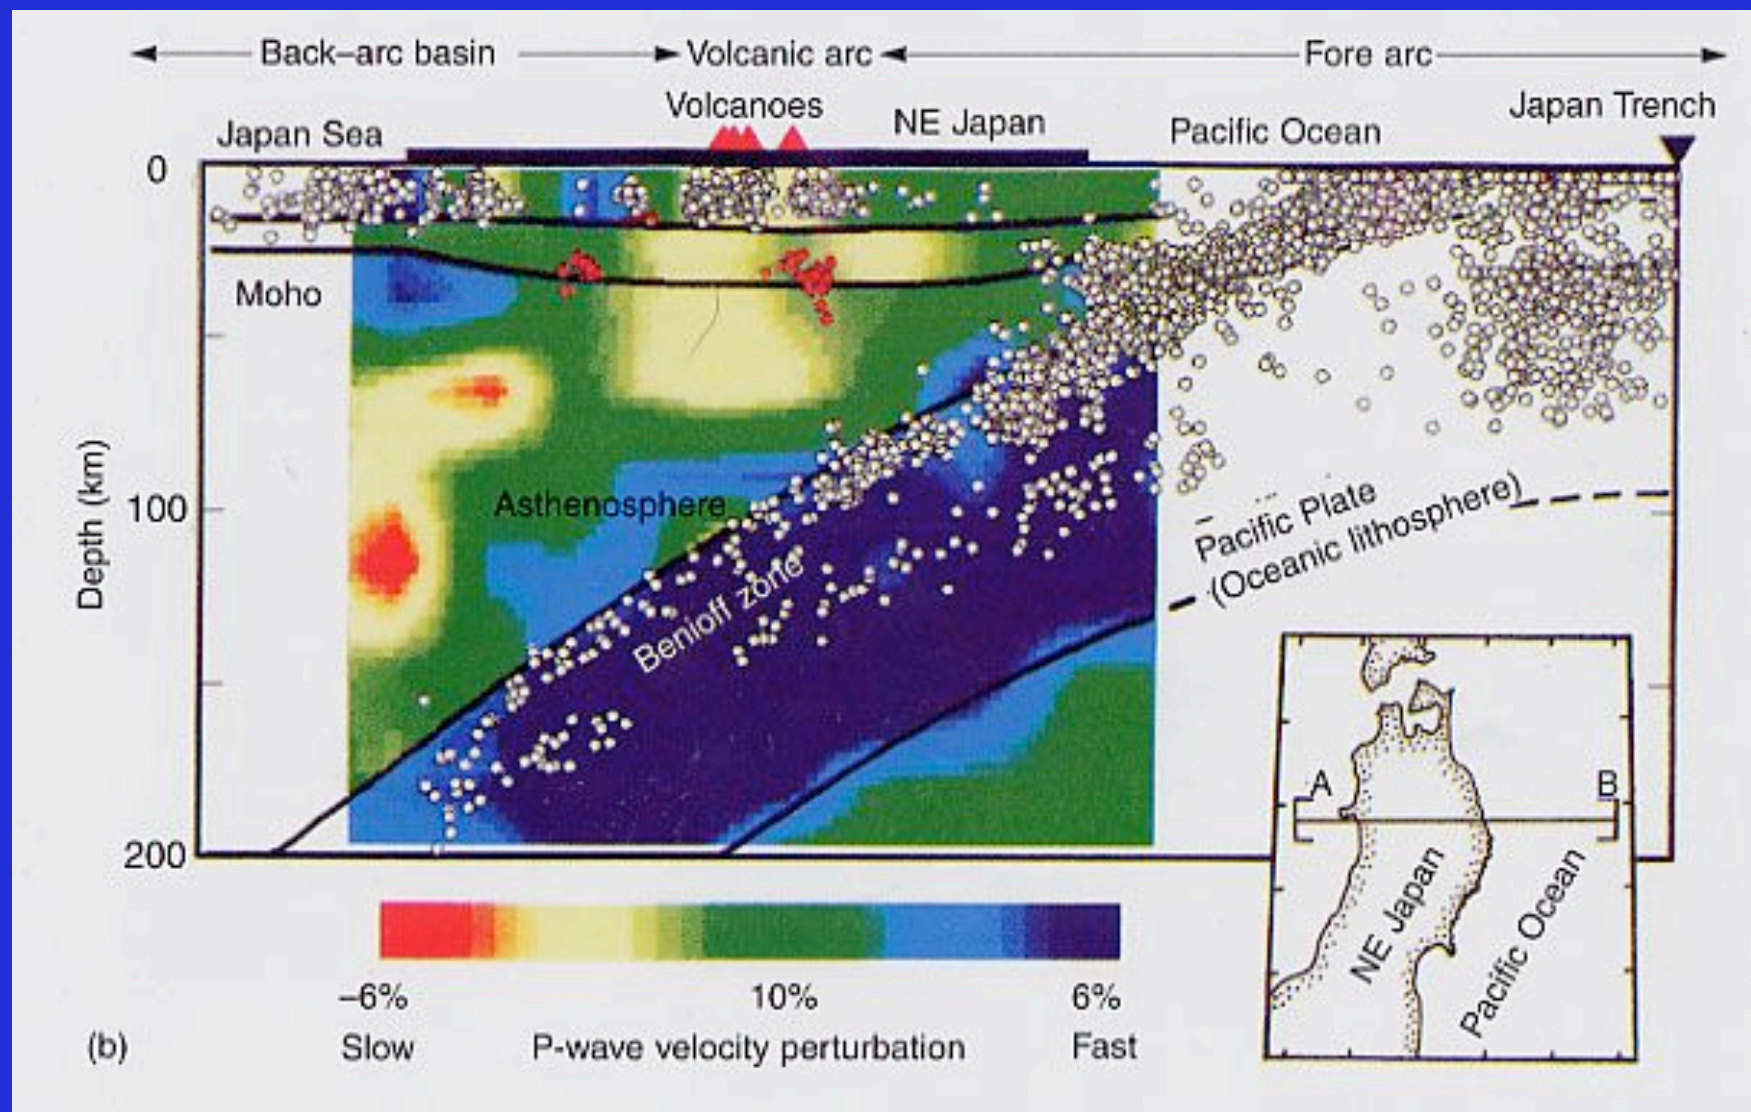 Back–arc basin Volcanic arc Fore arc
Volcanoes
Japan Sea NE Japan Pacific Ocean Japan Trench
0
Moho
Depth (km)
100
Asthenosphere
Benioff zone
Pacific Plate
(Oceanic lithosphere)
200
A B
NE Japan
Pacific Ocean
–6% 10% 6%
(b) Slow P-wave velocity perturbation Fast